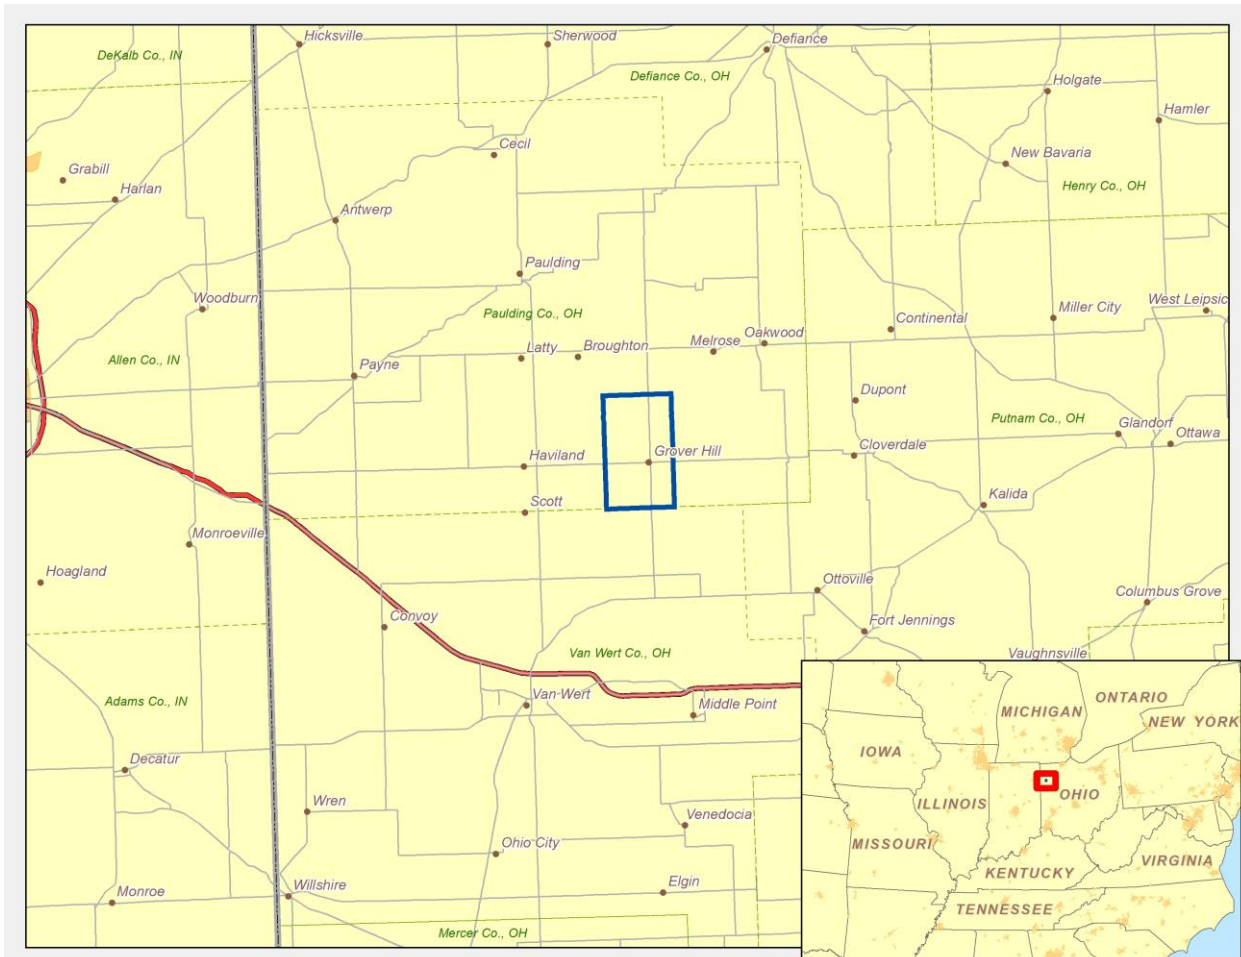 Hicksville
Sherwood
Defiance
DeKalb Co., IN
Defiance Co., OH
Holgate
Hamler
Cecil
New Bavaria
Grabill
Harlan
Henry Co., OH
Antwerp
Paulding
Woodburn
Paulding Co., OH
Continental
Miller City
West Leipsic
Allen Co., IN
Latty
Broughton
Melrose
Oakwood
Payne
Dupont
Putnam Co., OH
Glandorf
Ottawa
Haviland
Grover Hill
Cloverdale
Scott
Kalida
Monroeville
Hoagland
Ottoville
Columbus Grove
Convoy
Fort Jennings
Van Wert Co., OH
Vaughnsville
Adams Co., IN
Van Wert
Middle Point
Decatur
Wren
Venedocia
Ohio City
Monroe
Willshire
Elgin
Mercer Co., OH
MICHIGAN
ONTARIO
NEW YORK
IOWA
ILLINOIS
OHIO
MISSOURI
KENTUCKY
VIRGINIA
TENNESSEE